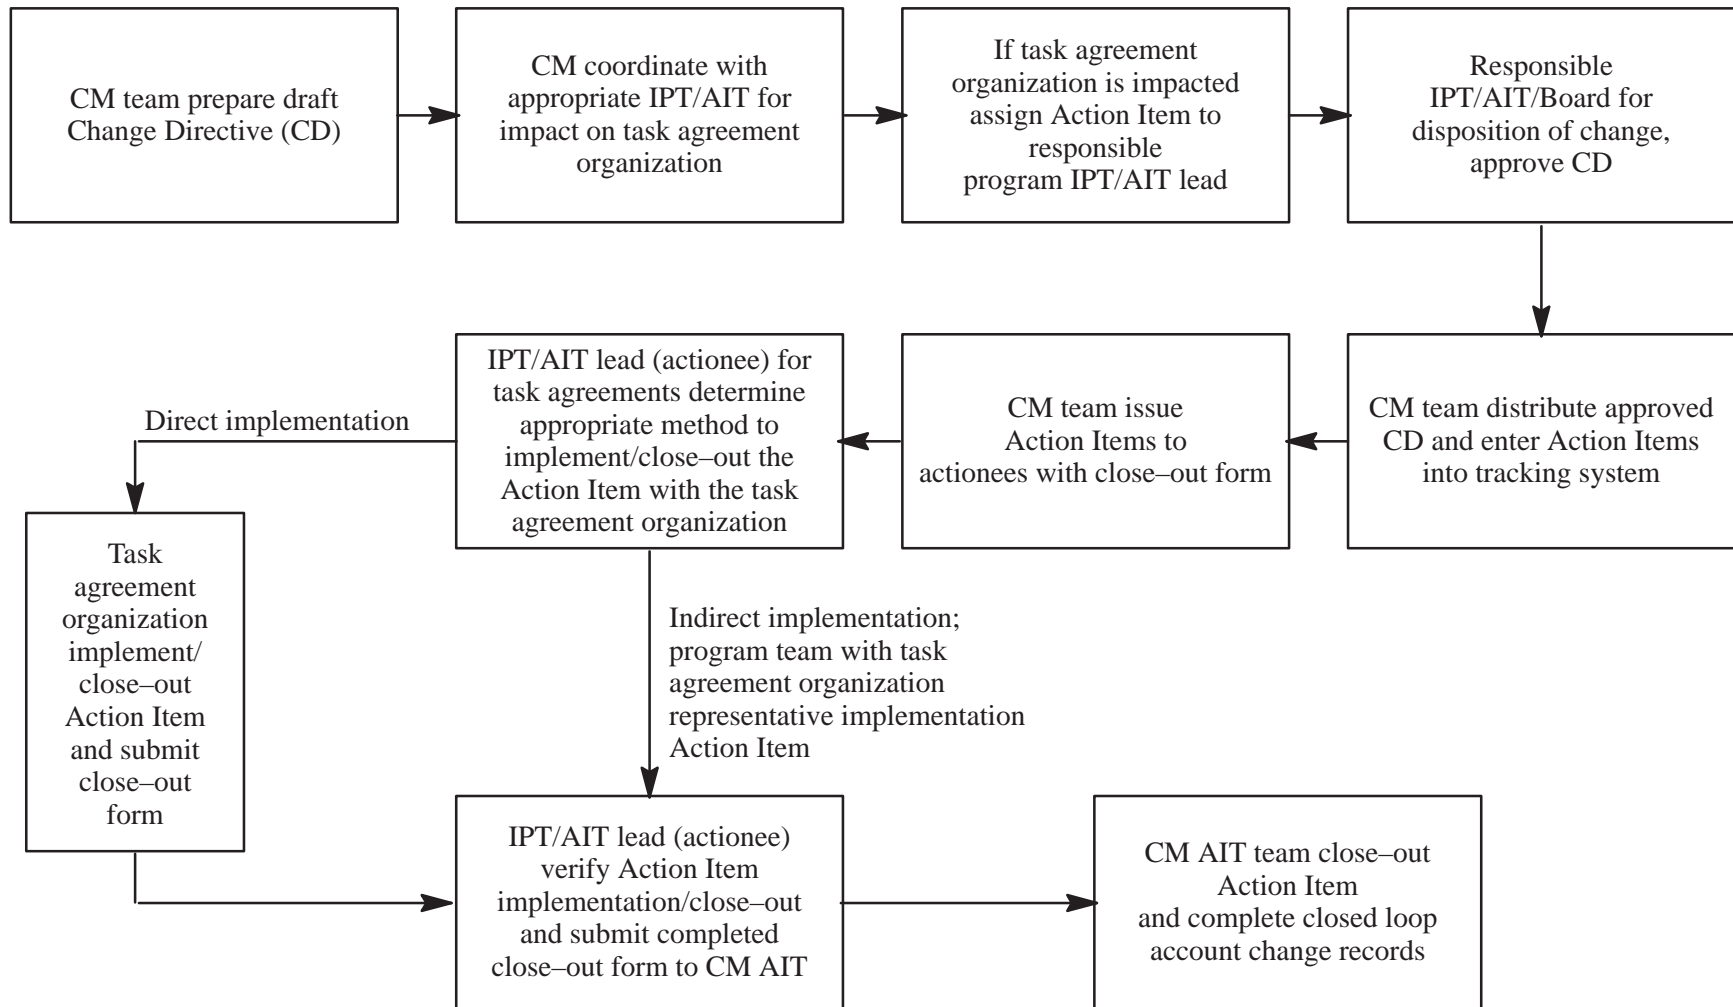 CM team prepare draft
Change Directive (CD)
CM coordinate with
appropriate IPT/AIT for
impact on task agreement
organization
If task agreement
organization is impacted
assign Action Item to
responsible
program IPT/AIT lead
Responsible
IPT/AIT/Board for
disposition of change,
approve CD
CM team distribute approved
CD and enter Action Items
into tracking system
CM team issue
Action Items to
actionees with close–out form
IPT/AIT lead (actionee) for
task agreements determine
appropriate method to
implement/close–out the
Action Item with the task
agreement organization
Direct implementation
Task
agreement
organization
implement/
close–out
Action Item
and submit
close–out
form
Indirect implementation;
program team with task
agreement organization
representative implementation
Action Item
IPT/AIT lead (actionee)
verify Action Item
implementation/close–out
and submit completed
close–out form to CM AIT
CM AIT team close–out
Action Item
and complete closed loop
account change records